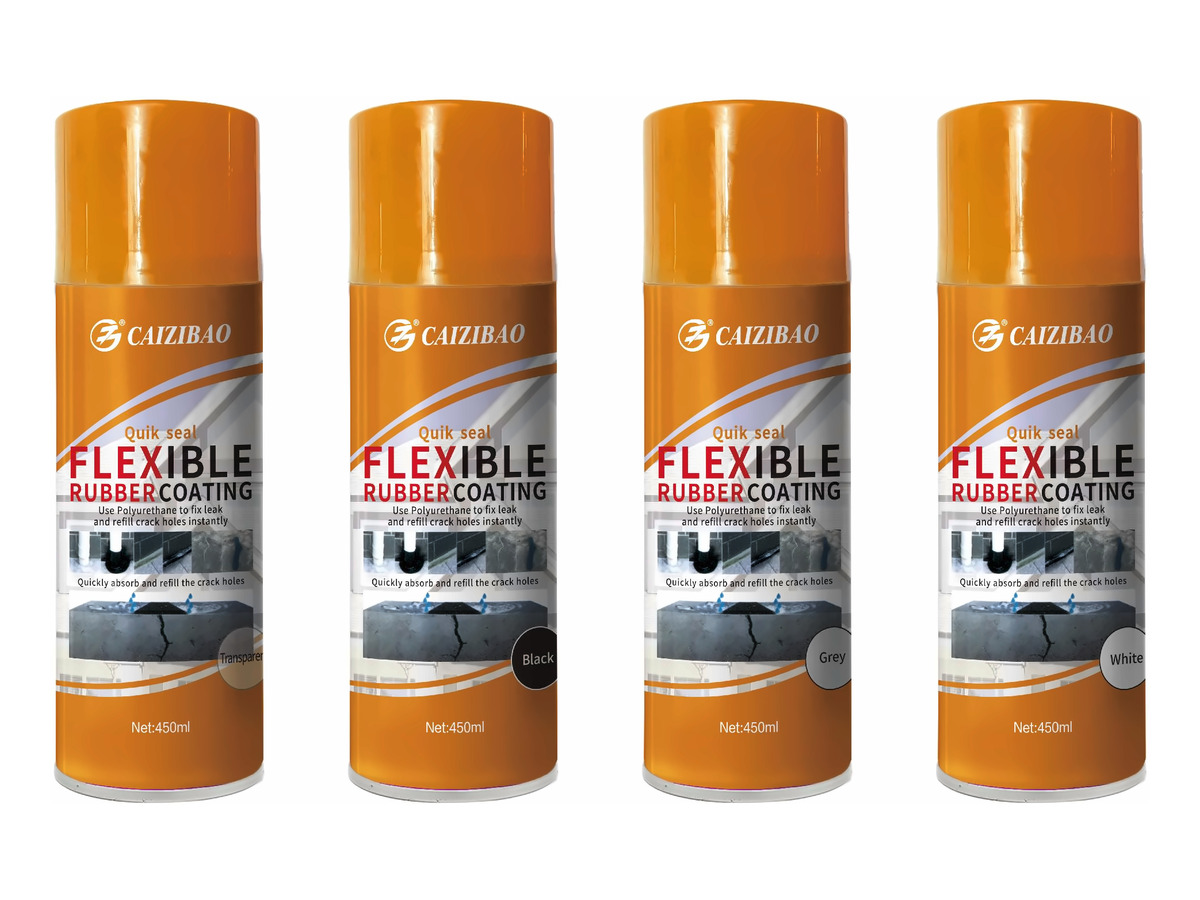 ® CAIZIBAO
Quik seal
FLEXIBLE
RUBBER COATING
Use Polyurethane to fix leak
and refill crack holes instantly
Quickly absorb and refill the crack holes
Transparen
Net:450ml
® CAIZIBAO
Quik seal
FLEXIBLE
RUBBER COATING
Use Polyurethane to fix leak
and refill crack holes instantly
Quickly absorb and refill the crack holes
Black
Net:450ml
® CAIZIBAO
Quik seal
FLEXIBLE
RUBBER COATING
Use Polyurethane to fix leak
and refill crack holes instantly
Quickly absorb and refill the crack holes
Grey
Net:450ml
® CAIZIBAO
Quik seal
FLEXIBLE
RUBBER COATING
Use Polyurethane to fix leak
and refill crack holes instantly
Quickly absorb and refill the crack holes
White
Net:450ml